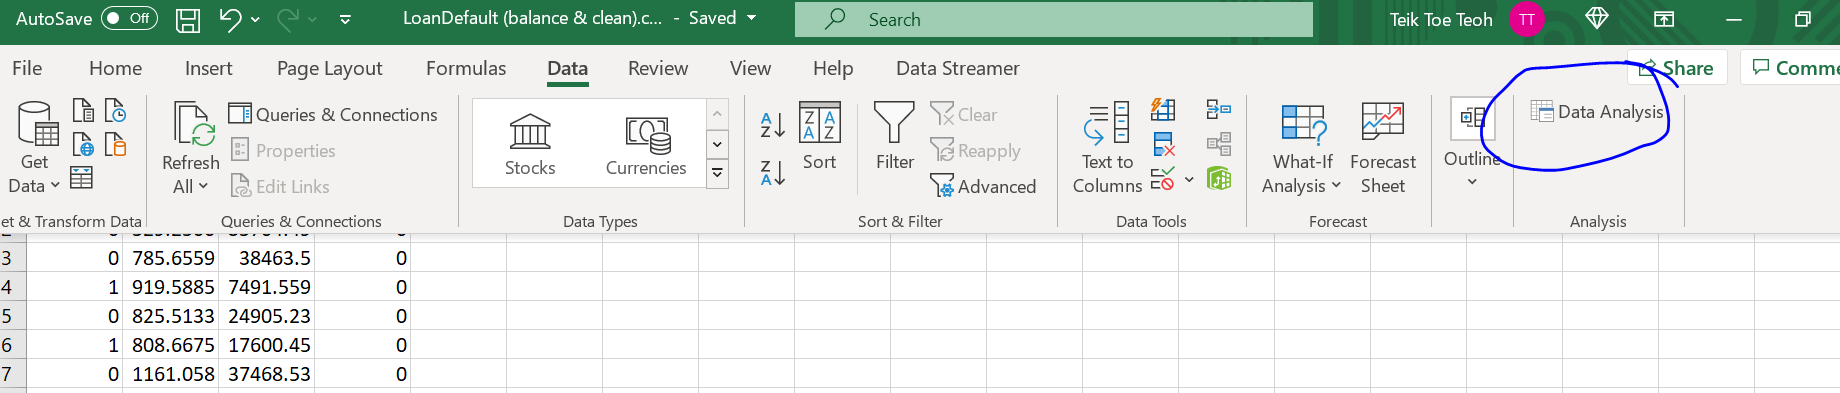 AutoSave Off LoanDefault (balance & clean).c... - Saved Search Teik Toe Teoh TT
File Home Insert Page Layout Formulas Data Review View Help Data Streamer Share Comme
Queries & Connections Clear Data Analysis
Properties Reapply
Get Refresh Stocks Currencies Sort Filter Text to What-If Forecast Outline
Data All Edit Links Advanced Columns Analysis Sheet
et & Transform Data Queries & Connections Data Types Sort & Filter Data Tools Forecast Analysis
3 0 785.6559 38463.5 0
4 1 919.5885 7491.559 0
5 0 825.5133 24905.23 0
6 1 808.6675 17600.45 0
7 0 1161.058 37468.53 0